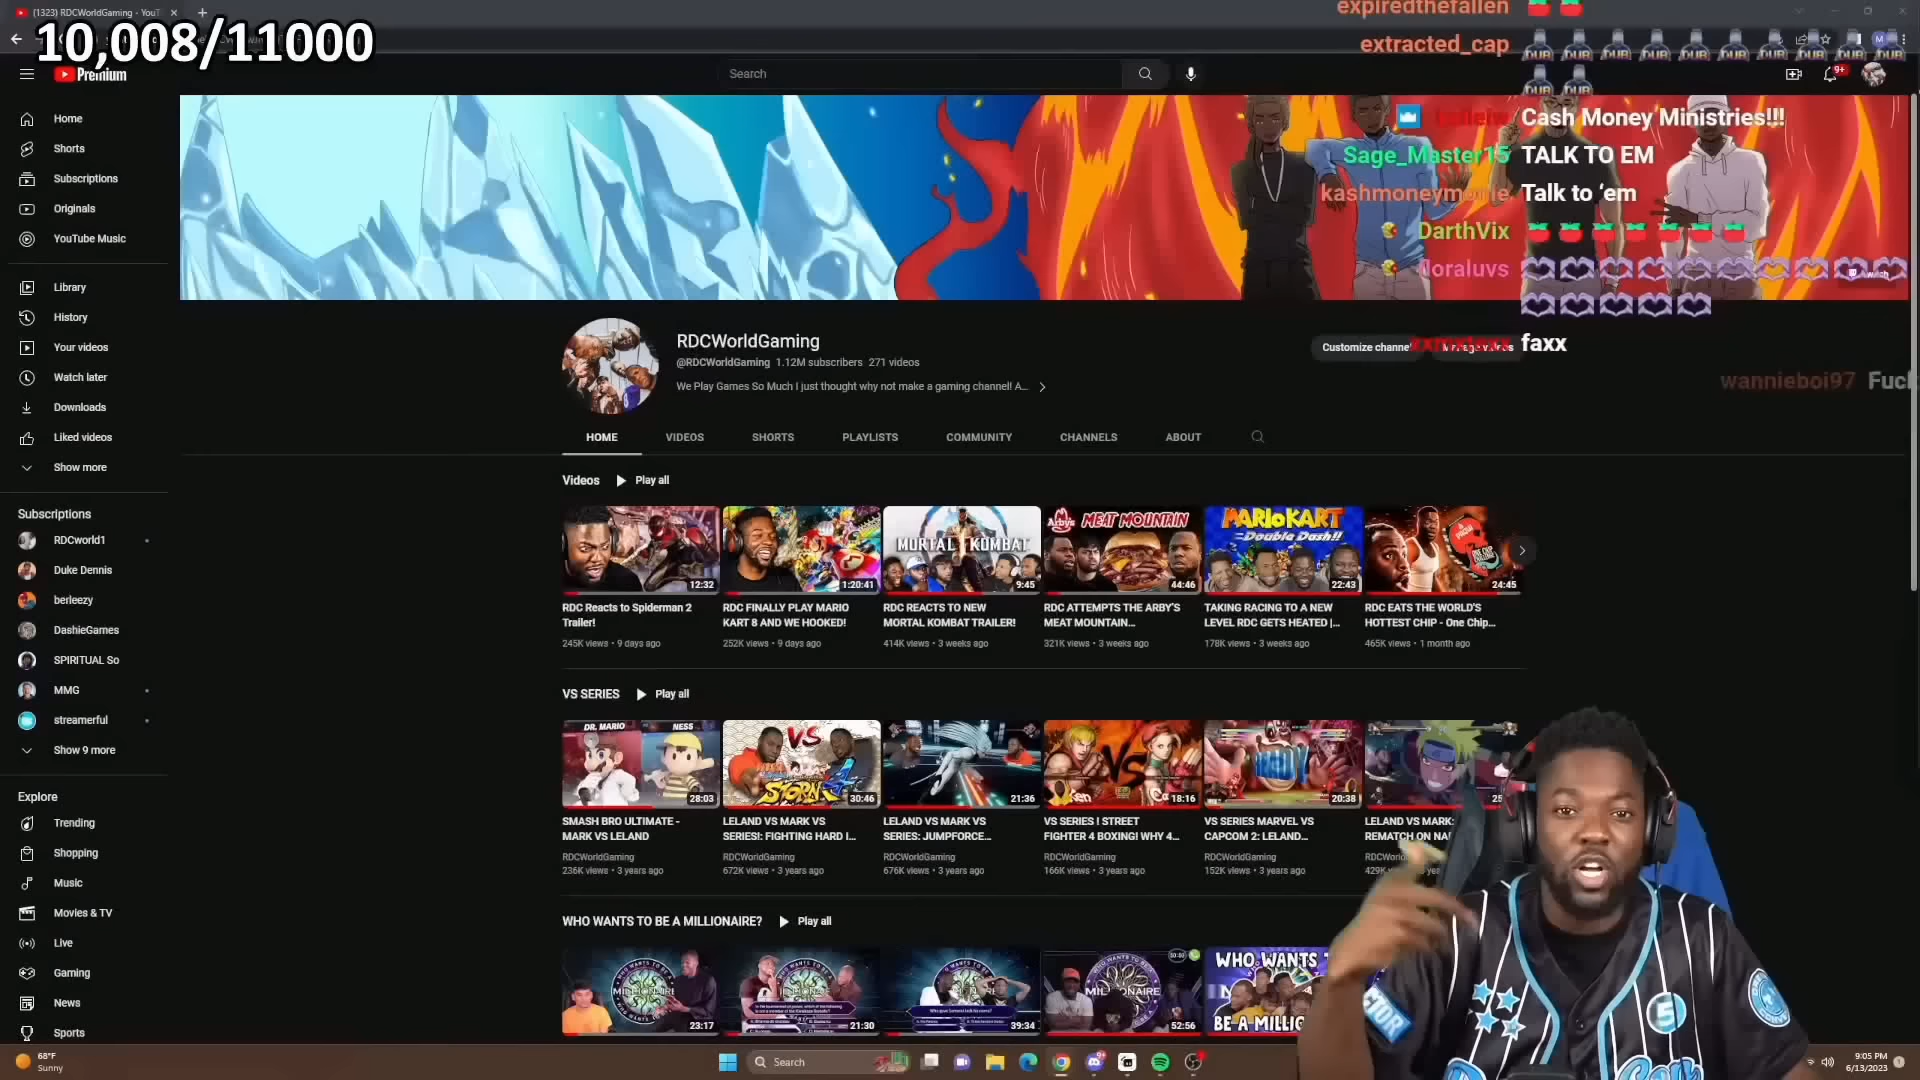 (1323) RDCWorldGaming - YouT
10,008/11000
Premium
Search
9+
expiredthefallen
extracted_cap
Cash Money Ministries!!!
Sage_Master15 TALK TO EM
Talk to ‘em
DarthVix
faxx
wannieboi97 Fuc
Home
Shorts
Subscriptions
Originals
YouTube Music
Library
History
Your videos
Watch later
Downloads
Liked videos
Show more
Subscriptions
RDCworld1
Duke Dennis
berleezy
DashieGames
SPIRITUAL So
MMG
streamerful
Show 9 more
Explore
Trending
Shopping
Music
Movies & TV
Live
Gaming
News
Sports
RDCWorldGaming
@RDCWorldGaming 1.12M subscribers 271 videos
We Play Games So Much I just thought why not make a gaming channel! A...
Customize channel
HOME VIDEOS SHORTS PLAYLISTS COMMUNITY CHANNELS ABOUT
Videos Play all
MORTAL KOMBAT
Arby's MEAT MOUNTAIN
MARIOKART
Double Dash!!
12:32 1:20:41 9:45 44:46 22:43 24:45
RDC Reacts to Spiderman 2
Trailer!
245K views • 9 days ago
RDC FINALLY PLAY MARIO
KART 8 AND WE HOOKED!
252K views • 9 days ago
RDC REACTS TO NEW
MORTAL KOMBAT TRAILER!
414K views • 3 weeks ago
RDC ATTEMPTS THE ARBY'S
MEAT MOUNTAIN...
321K views • 3 weeks ago
TAKING RACING TO A NEW
LEVEL RDC GETS HEATED |...
178K views • 3 weeks ago
RDC EATS THE WORLD'S
HOTTEST CHIP - One Chip...
465K views • 1 month ago
VS SERIES Play all
DR. MARIO NESS
VS
STORM 4
28:03 30:46 21:36 18:16 20:38
SMASH BRO ULTIMATE -
MARK VS LELAND
RDCWorldGaming
236K views • 3 years ago
LELAND VS MARK VS
SERIES: FIGHTING HARD I...
RDCWorldGaming
672K views • 3 years ago
LELAND VS MARK VS
SERIES: JUMPFORCE...
RDCWorldGaming
676K views • 3 years ago
VS SERIES ! STREET
FIGHTER 4 BOXING! WHY 4...
RDCWorldGaming
166K views • 3 years ago
VS SERIES MARVEL VS
CAPCOM 2: LELAND...
RDCWorldGaming
152K views • 3 years ago
LELAND VS MARK:
REMATCH ON NA
WHO WANTS TO BE A MILLIONAIRE? Play all
WHO WANTS
BE A MILLIO
23:17 21:30 39:34 52:56
68°F
Sunny
Search
9:05 PM
6/13/2023
5